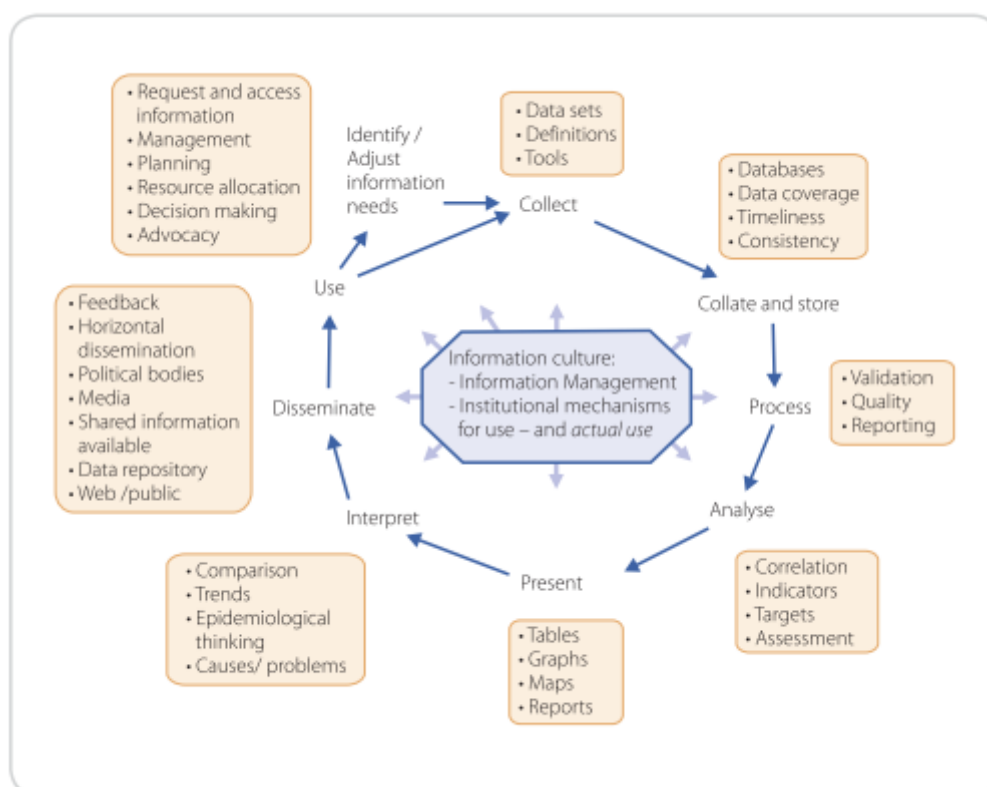 • Request and access
information
• Management
• Planning
• Resource allocation
• Decision making
• Advocacy
Identify /
Adjust
information
needs
• Data sets
• Definitions
• Tools
Collect
• Databases
• Data coverage
• Timeliness
• Consistency
Collate and store
Use
• Feedback
• Horizontal
dissemination
• Political bodies
• Media
• Shared information
available
• Data repository
• Web /public
Disseminate
Information culture:
- Information Management
- Institutional mechanisms
for use – and actual use
Process
• Validation
• Quality
• Reporting
Analyse
• Correlation
• Indicators
• Targets
• Assessment
Interpret
• Comparison
• Trends
• Epidemiological
thinking
• Causes/ problems
Present
• Tables
• Graphs
• Maps
• Reports